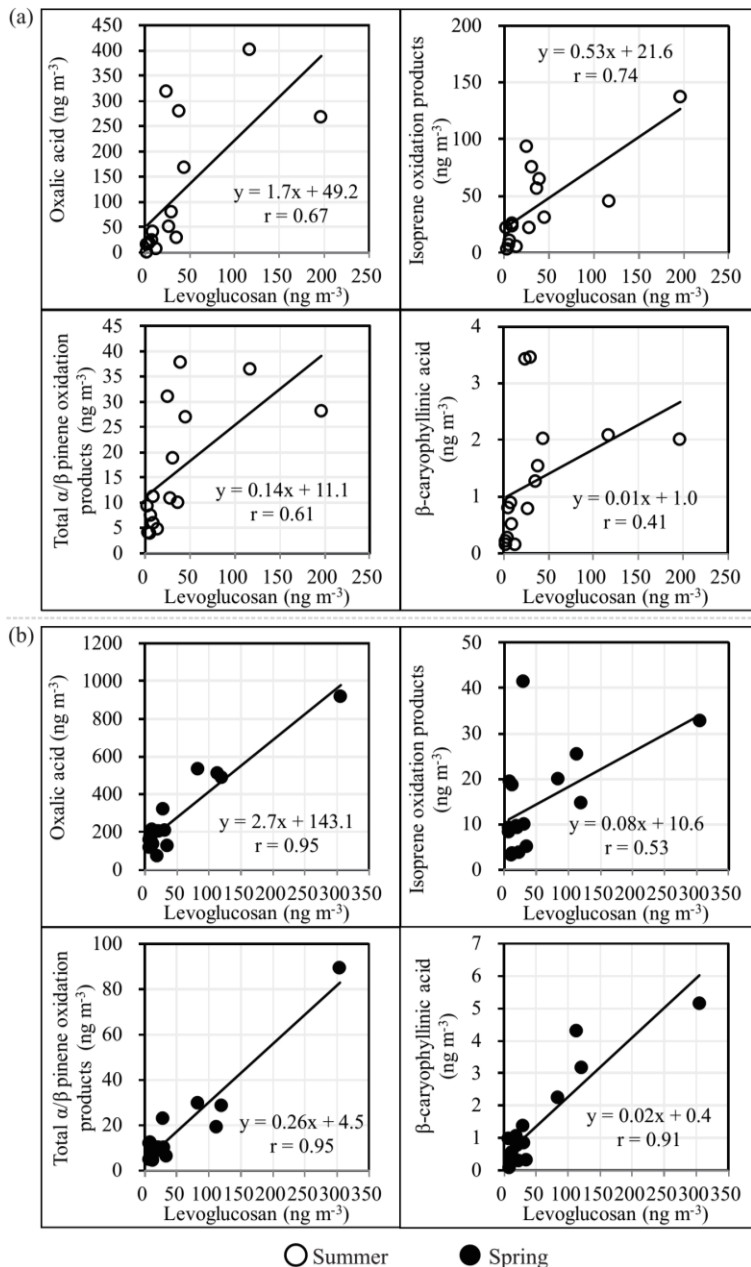 (a)
Oxalic acid (ng m⁻³)
450
400
350
300
250
200
150
100
50
0
y = 1.7x + 49.2
r = 0.67
0 50 100 150 200 250
Levoglucosan (ng m⁻³)
Isoprene oxidation products
(ng m⁻³)
200
150
100
50
0
y = 0.53x + 21.6
r = 0.74
0 50 100 150 200 250
Levoglucosan (ng m⁻³)
Total α/β pinene oxidation
products (ng m⁻³)
45
40
35
30
25
20
15
10
5
0
y = 0.14x + 11.1
r = 0.61
0 50 100 150 200 250
Levoglucosan (ng m⁻³)
β-caryophyllinic acid
(ng m⁻³)
4
3
2
1
0
y = 0.01x + 1.0
r = 0.41
0 50 100 150 200 250
Levoglucosan (ng m⁻³)
(b)
Oxalic acid (ng m⁻³)
1200
1000
800
600
400
200
0
y = 2.7x + 143.1
r = 0.95
0 50 100 150 200 250 300 350
Levoglucosan (ng m⁻³)
Isoprene oxidation products
(ng m⁻³)
50
40
30
20
10
0
y = 0.08x + 10.6
r = 0.53
0 50 100 150 200 250 300 350
Levoglucosan (ng m⁻³)
Total α/β pinene oxidation
products (ng m⁻³)
100
80
60
40
20
0
y = 0.26x + 4.5
r = 0.95
0 50 100 150 200 250 300 350
Levoglucosan (ng m⁻³)
β-caryophyllinic acid
(ng m⁻³)
7
6
5
4
3
2
1
0
y = 0.02x + 0.4
r = 0.91
0 50 100 150 200 250 300 350
Levoglucosan (ng m⁻³)
Summer
Spring